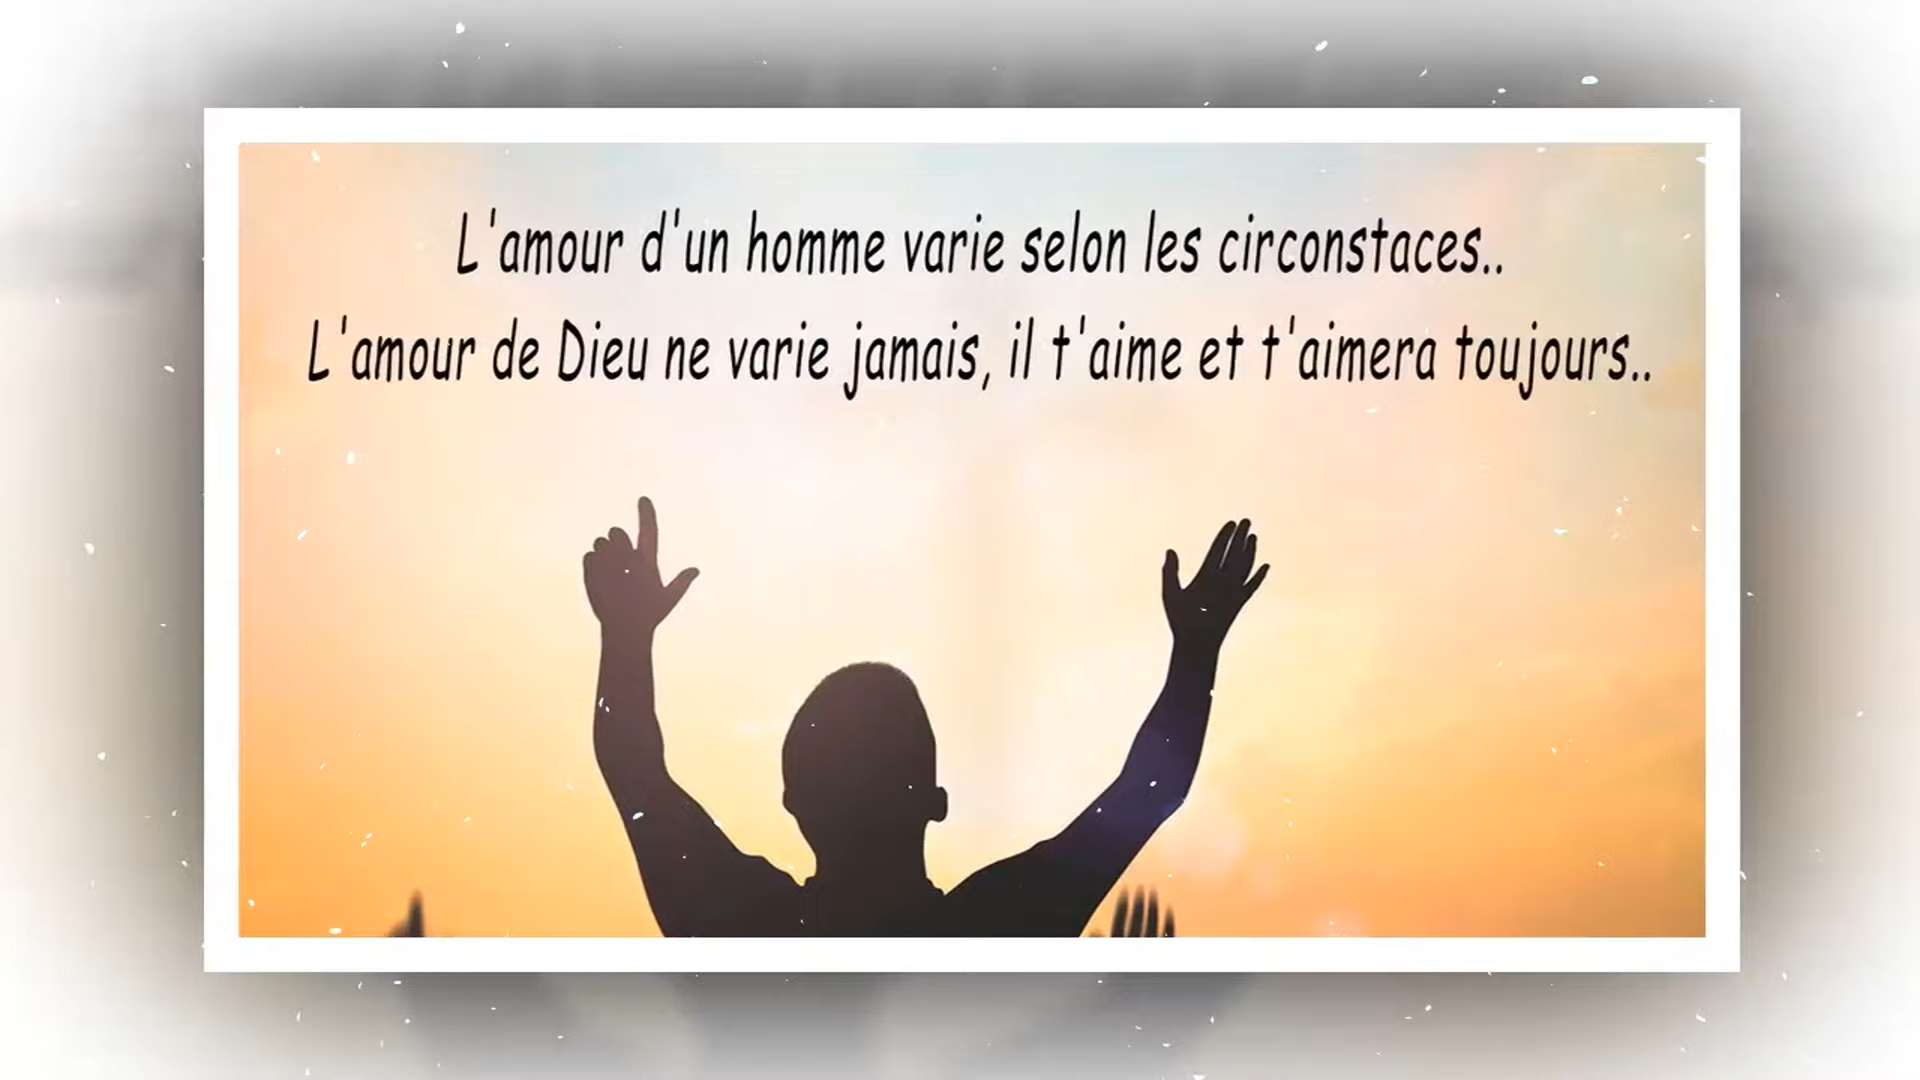 L'amour d'un homme varie selon les circonstaces..
L'amour de Dieu ne varie jamais, il t'aime et t'aimera toujours..